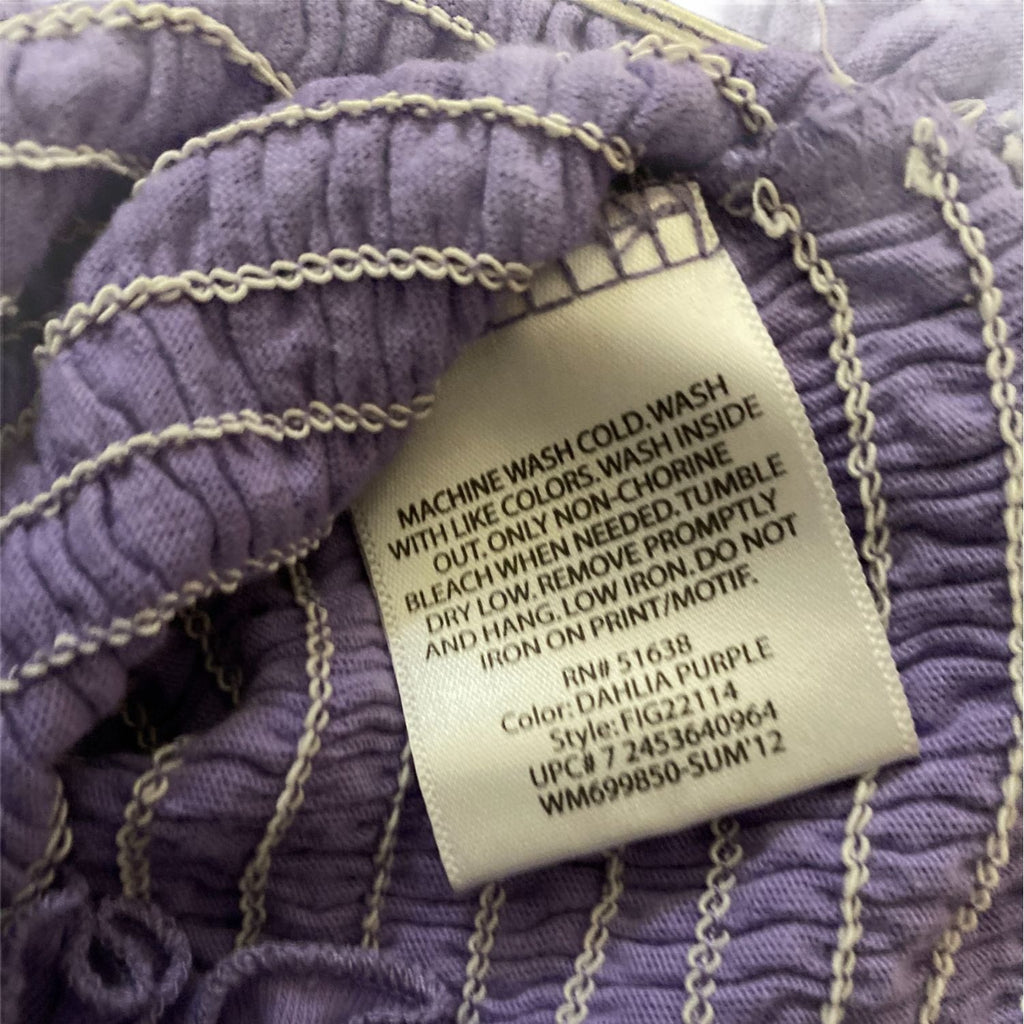 MACHINE WASH COLD. WASH
WITH LIKE COLORS. WASH INSIDE
OUT. ONLY NON-CHORINE
BLEACH WHEN NEEDED. TUMBLE
DRY LOW. REMOVE PROMPTLY
AND HANG. LOW IRON. DO NOT
IRON ON PRINT/MOTIF.
RN# 51638
Color: DAHLIA PURPLE
Style: FIG22114
UPC# 7 2453640964
WM699850-SUM'12